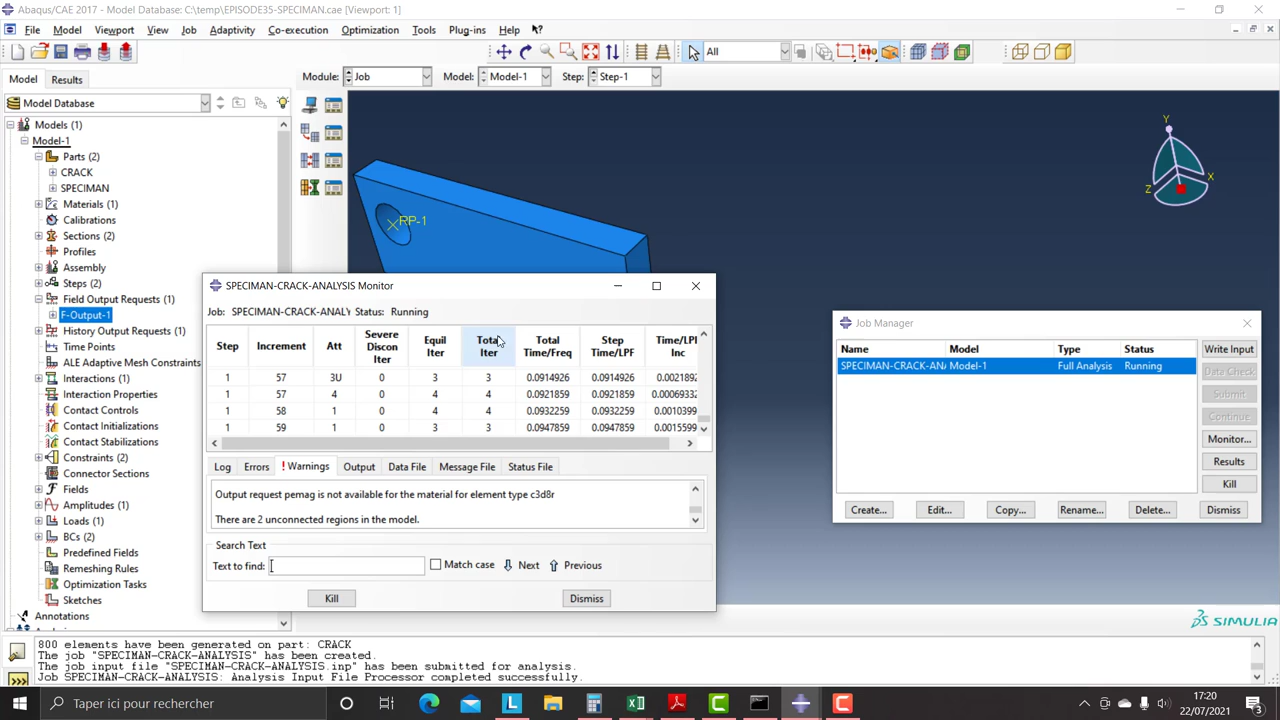 Abaqus/CAE 2017 - Model Database: C:\temp\EPISODE35-SPECIMAN.cae [Viewport: 1]
File Model Viewport View Job Adaptivity Co-execution Optimization Tools Plug-ins Help
All
Model Results
Module: Job Model: Model-1 Step: Step-1
Model Database
Models (1)
Model-1
Parts (2)
CRACK
SPECIMAN
Materials (2)
Calibrations
Sections (2)
Profiles
Assembly
Steps (2)
Field Output Requests (1)
F-Output-1
History Output Requests (1)
Time Points
ALE Adaptive Mesh Constraints
Interactions (1)
Interaction Properties
Contact Controls
Contact Initializations
Contact Stabilizations
Constraints (2)
Connector Sections
Fields
Amplitudes (1)
Loads (1)
BCs (2)
Predefined Fields
Remeshing Rules
Optimization Tasks
Sketches
Annotations
RP-1
Y
X
Z
SPECIMAN-CRACK-ANALYSIS Monitor
Job: SPECIMAN-CRACK-ANALY Status: Running
Step Increment Att Severe Discon Iter Equil Iter Total Iter Total Time/Freq Step Time/LPF Time/LPF Inc
1 57 3U 0 3 3 0.0914926 0.0914926 0.0021892
1 57 4 0 4 4 0.0921859 0.0921859 0.00069332
1 58 1 0 4 4 0.0932259 0.0932259 0.0010399
1 59 1 0 3 3 0.0947859 0.0947859 0.0015599
Log Errors ! Warnings Output Data File Message File Status File
Output request pemag is not available for the material for element type c3d8r
There are 2 unconnected regions in the model.
Search Text
Text to find: Match case Next Previous
Kill Dismiss
Job Manager
Name Model Type Status
SPECIMAN-CRACK-AN Model-1 Full Analysis Running
Write Input
Data Check
Submit
Continue
Monitor...
Results
Kill
Create... Edit... Copy... Rename... Delete... Dismiss
SIMULIA
800 elements have been generated on part: CRACK
The job "SPECIMAN-CRACK-ANALYSIS" has been created.
The job input file "SPECIMAN-CRACK-ANALYSIS.inp" has been submitted for analysis.
Job SPECIMAN-CRACK-ANALYSIS: Analysis Input File Processor completed successfully.
>>>
Taper ici pour rechercher
17:20
22/07/2021